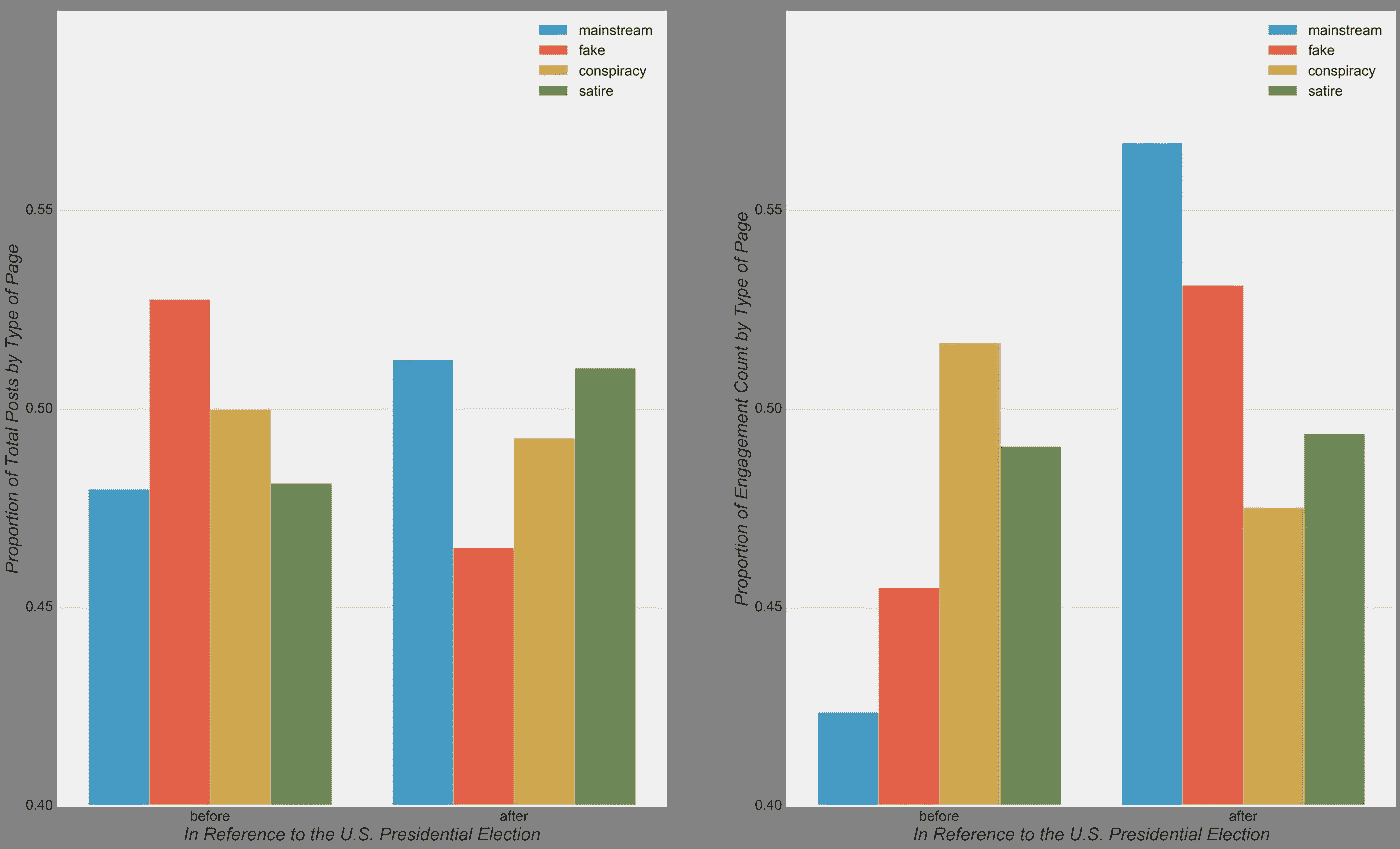 mainstream
fake
conspiracy
satire
0.55
0.50
0.45
0.40
Proportion of Total Posts by Type of Page
before after
In Reference to the U.S. Presidential Election
mainstream
fake
conspiracy
satire
0.55
0.50
0.45
0.40
Proportion of Engagement Count by Type of Page
before after
In Reference to the U.S. Presidential Election